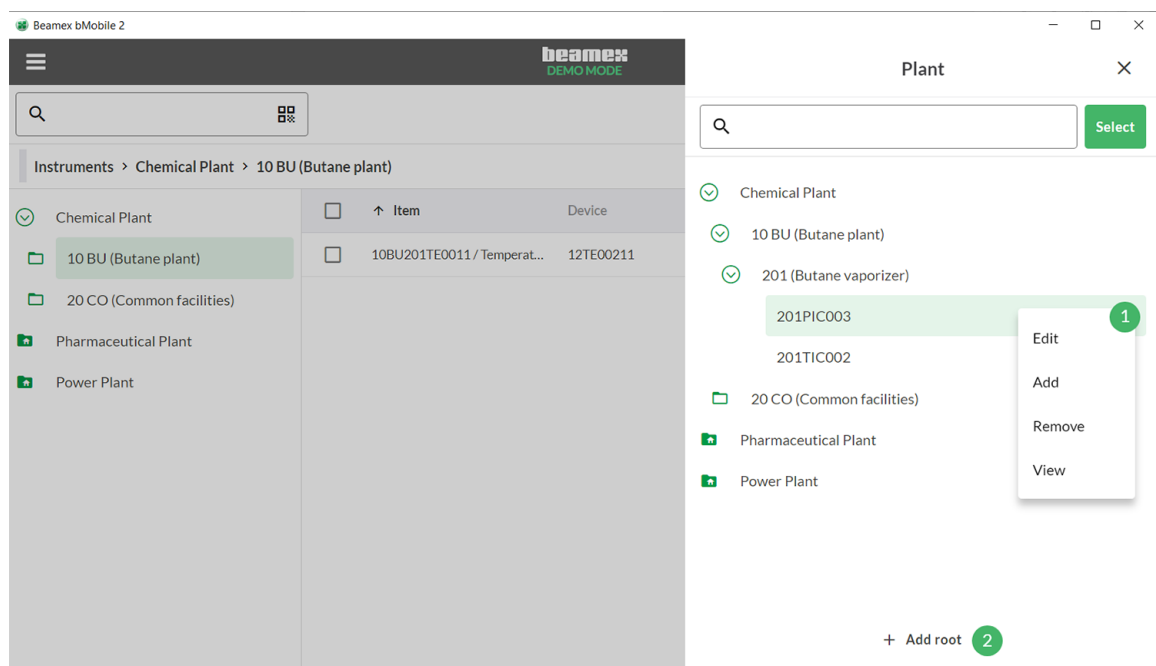 Beamex bMobile 2
beamex
DEMO MODE
Instruments > Chemical Plant > 10 BU (Butane plant)
Chemical Plant
10 BU (Butane plant)
20 CO (Common facilities)
Pharmaceutical Plant
Power Plant
Item Device
10BU201TE0011 / Temperat... 12TE00211
Plant
Select
Chemical Plant
10 BU (Butane plant)
201 (Butane vaporizer)
201PIC003
201TIC002
20 CO (Common facilities)
Pharmaceutical Plant
Power Plant
1
Edit
Add
Remove
View
+ Add root 2